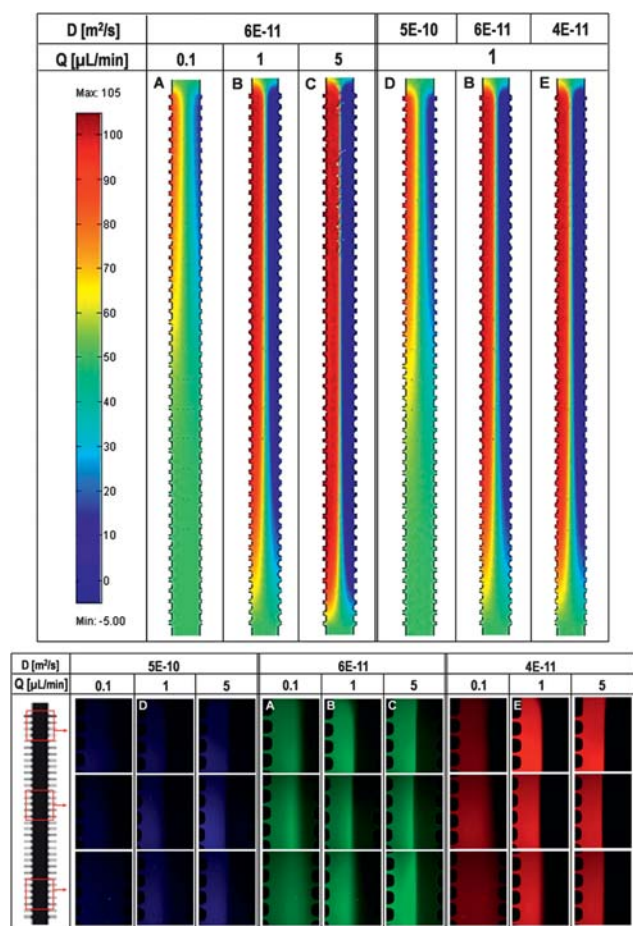 D [m²/s] 6E-11 5E-10 6E-11 4E-11
Q [µL/min] 0.1 1 5 1
Max: 105
A B C D B E
100
90
80
70
60
50
40
30
20
10
0
Min: -5.00
D [m²/s] 5E-10 6E-11 4E-11
Q [µL/min] 0.1 1 5 0.1 1 5 0.1 1 5
D A B C E